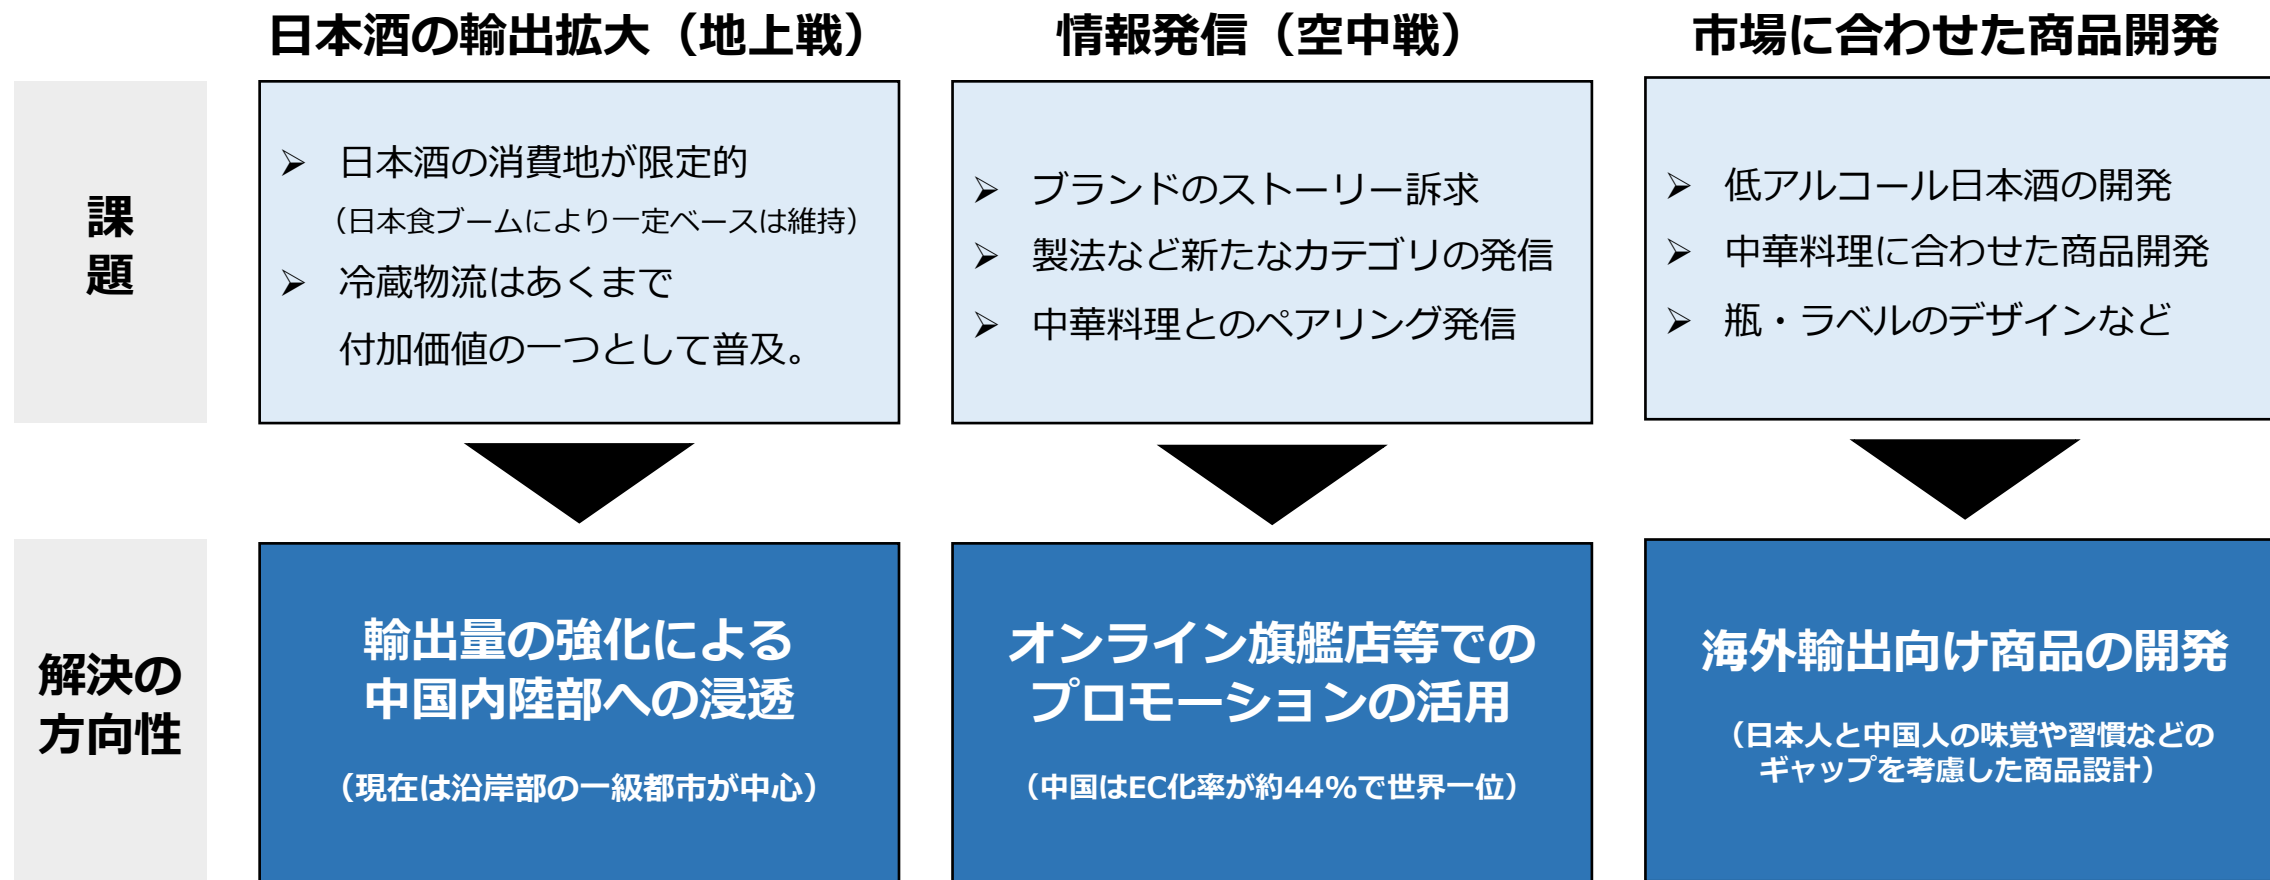 日本酒の輸出拡大（地上戦）
情報発信（空中戦）
市場に合わせた商品開発
課
題
➢ 日本酒の消費地が限定的
（日本食ブームにより一定ベースは維持）
➢ 冷蔵物流はあくまで
付加価値の一つとして普及。
➢ ブランドのストーリー訴求
➢ 製法など新たなカテゴリの発信
➢ 中華料理とのペアリング発信
➢ 低アルコール日本酒の開発
➢ 中華料理に合わせた商品開発
➢ 瓶・ラベルのデザインなど
解決の
方向性
輸出量の強化による
中国内陸部への浸透
（現在は沿岸部の一級都市が中心）
オンライン旗艦店等での
プロモーションの活用
（中国はEC化率が約44%で世界一位）
海外輸出向け商品の開発
（日本人と中国人の味覚や習慣などの
ギャップを考慮した商品設計）